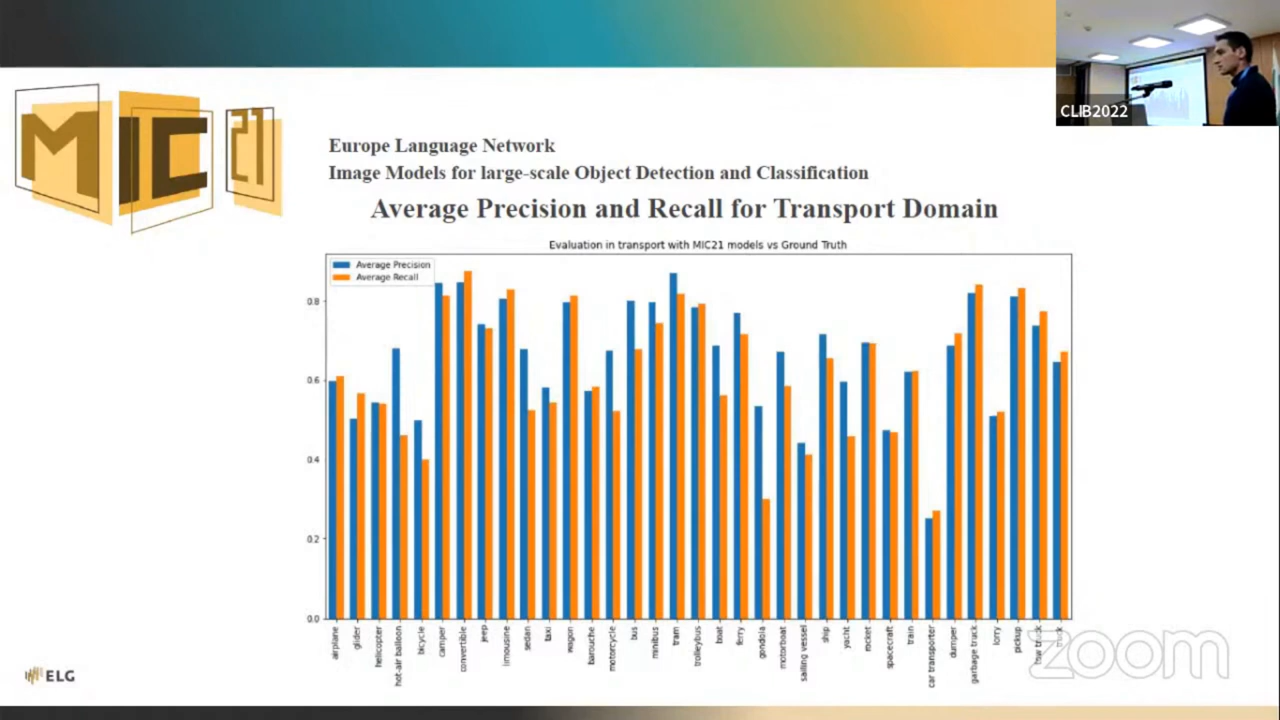 MIC21
CLIB2022
Europe Language Network
Image Models for large-scale Object Detection and Classification
Average Precision and Recall for Transport Domain
Evaluation in transport with MIC21 models vs Ground Truth
Average Precision
Average Recall
0.8
0.6
0.4
0.2
0.0
airplane
glider
helicopter
hot-air balloon
bicycle
camper
convertible
jeep
limousine
sedan
taxi
wagon
barouche
motorcycle
bus
minibus
tram
trolleybus
boat
ferry
gondola
motorboat
sailing vessel
ship
yacht
rocket
spacecraft
train
car transporter
dumper
garbage truck
lorry
pickup
tow truck
truck
zoom
ELG